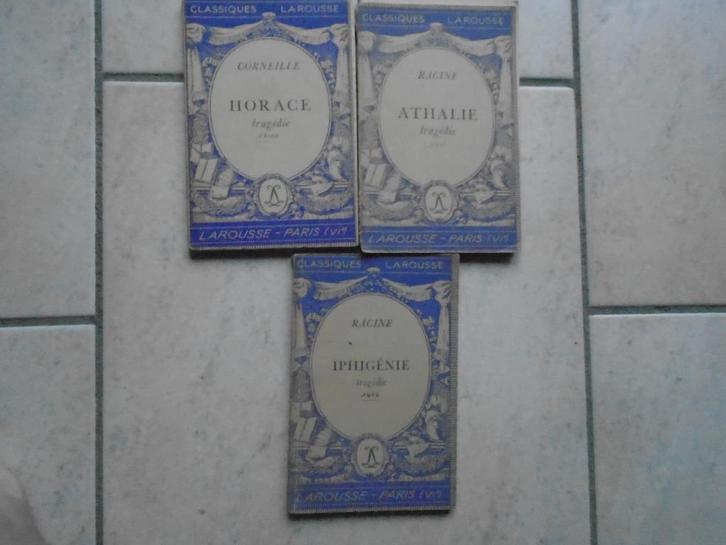 CLASSIQUES LAROUSSE
CORNEILLE
HORACE
tragédie
LAROUSSE - PARIS (VIe)
CLASSIQUES LAROUSSE
RACINE
ATHALIE
tragédie
LAROUSSE - PARIS (VIe)
CLASSIQUES LAROUSSE
RACINE
IPHIGÉNIE
tragédie
LAROUSSE - PARIS (VIe)